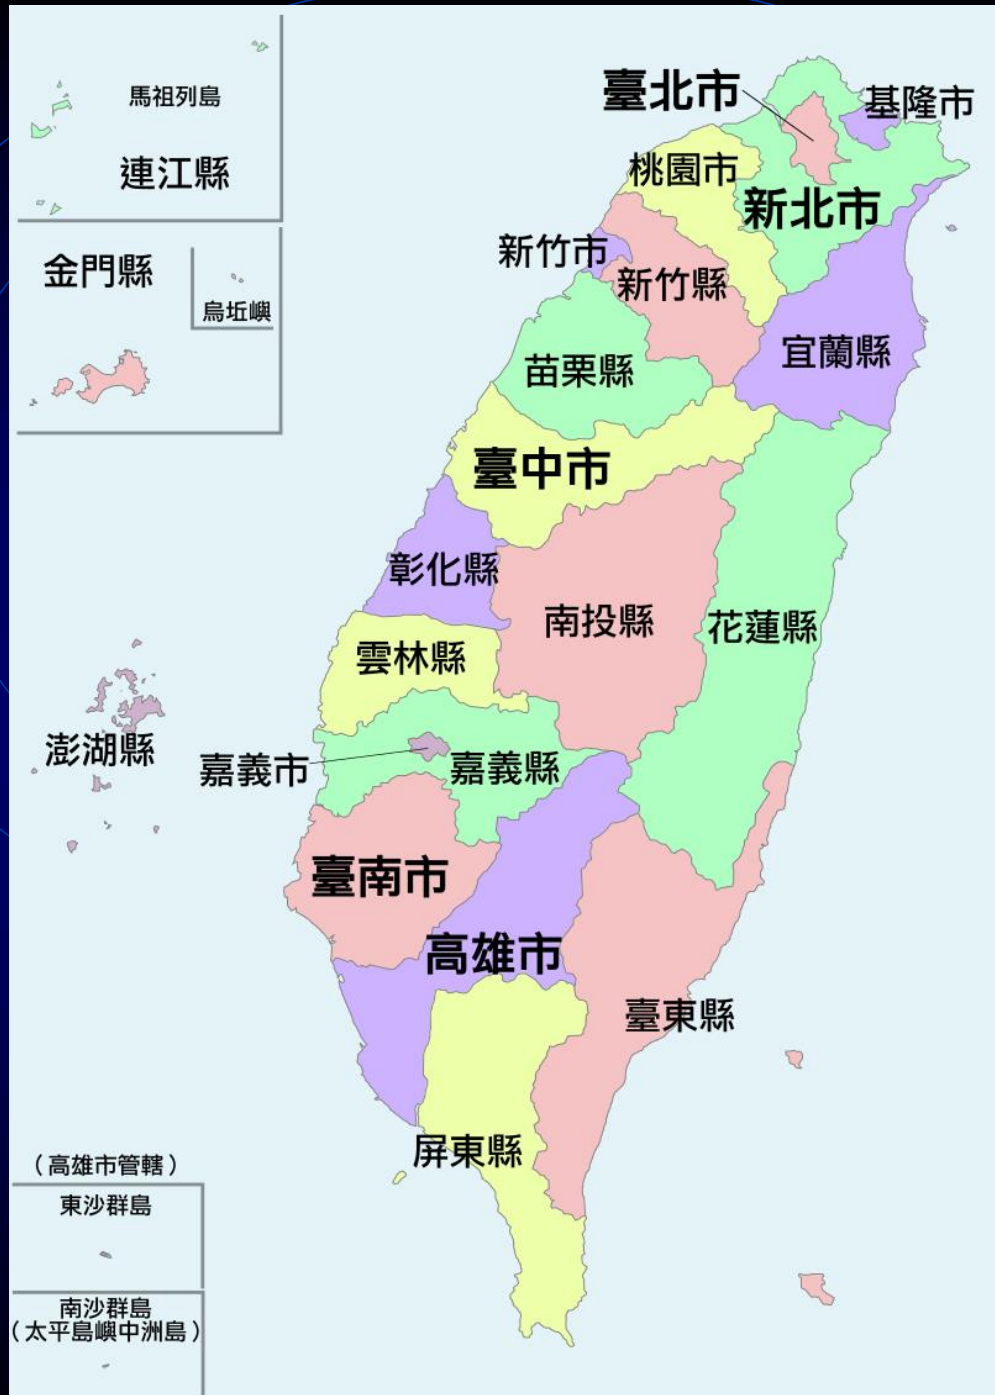 馬祖列島
連江縣
金門縣
烏坵嶼
臺北市
基隆市
桃園市
新北市
新竹市
新竹縣
宜蘭縣
苗栗縣
臺中市
彰化縣
南投縣
花蓮縣
雲林縣
澎湖縣
嘉義市
嘉義縣
臺南市
高雄市
臺東縣
屏東縣
（高雄市管轄）
東沙群島
南沙群島
（太平島嶼中洲島）